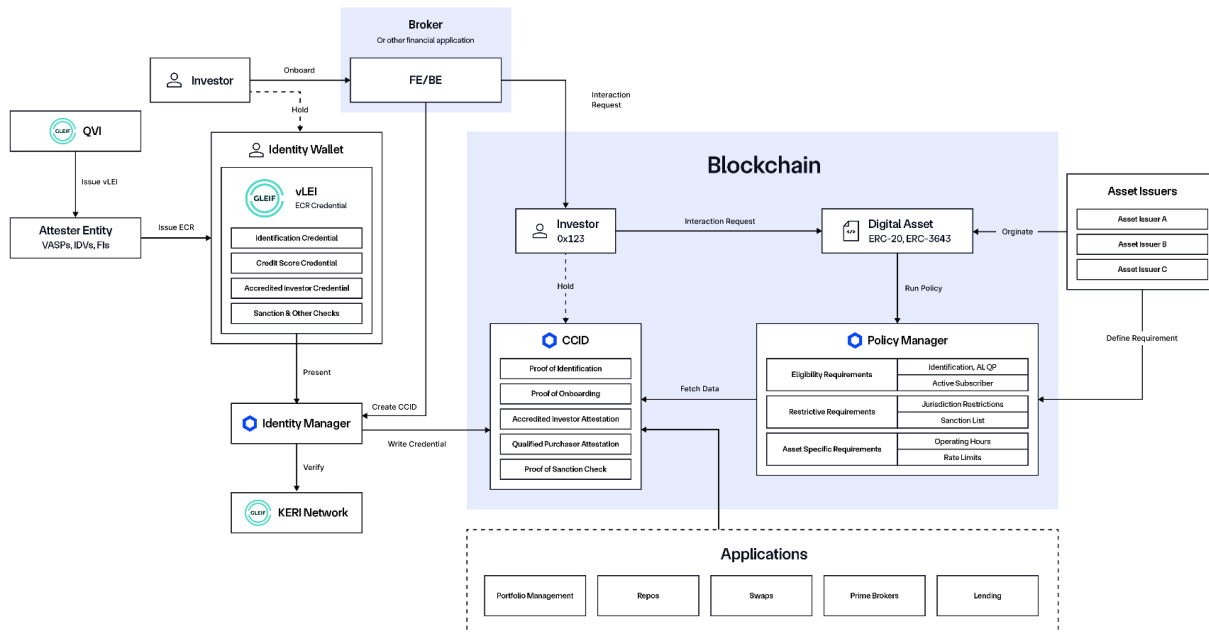 Broker
Or other financial application
Investor
Onboard
FE/BE
Hold
Interaction
Request
GLEIF
QVI
Identity Wallet
Blockchain
Issue vLEI
GLEIF
vLEI
ECR Credential
Asset Issuers
Asset Issuer A
Asset Issuer B
Asset Issuer C
Attester Entity
VASPs, IDVs, FIs
Issue ECR
Identification Credential
Credit Score Credential
Accredited Investor Credential
Sanction & Other Checks
Investor
0x123
Interaction Request
Digital Asset
ERC-20, ERC-3643
Orginate
Hold
Run Policy
Define Requirement
Present
CCID
Proof of Identification
Proof of Onboarding
Accredited Investor Attestation
Qualified Purchaser Attestation
Proof of Sanction Check
Fetch Data
Policy Manager
Eligibility Requirements
Identification, AI, QP
Active Subscriber
Restrictive Requirements
Jurisdiction Restrictions
Sanction List
Asset Specific Requirements
Operating Hours
Rate Limits
Create CCID
Identity Manager
Write Credential
Verify
GLEIF
KERI Network
Applications
Portfolio Management
Repos
Swaps
Prime Brokers
Lending